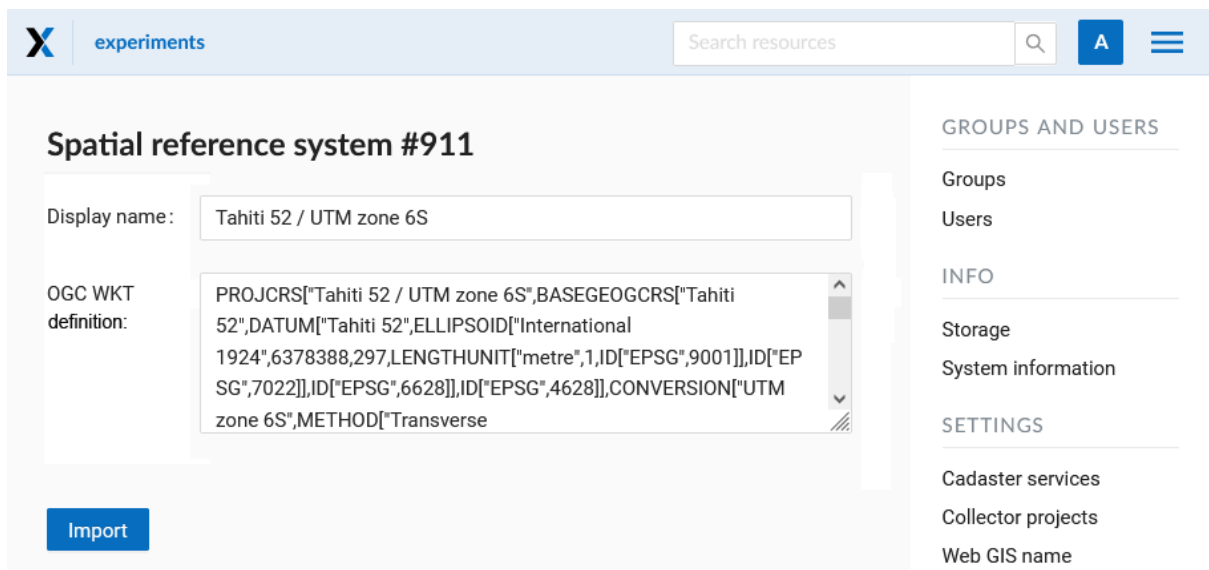 experiments
Search resources
A
Spatial reference system #911
Display name:
Tahiti 52 / UTM zone 6S
OGC WKT
definition:
PROJCRS["Tahiti 52 / UTM zone 6S",BASEGEOGCRS["Tahiti
52",DATUM["Tahiti 52",ELLIPSOID["International
1924",6378388,297,LENGTHUNIT["metre",1,ID["EPSG",9001]],ID["EP
SG",7022]],ID["EPSG",6628]],ID["EPSG",4628]],CONVERSION["UTM
zone 6S",METHOD["Transverse
Import
GROUPS AND USERS
Groups
Users
INFO
Storage
System information
SETTINGS
Cadaster services
Collector projects
Web GIS name